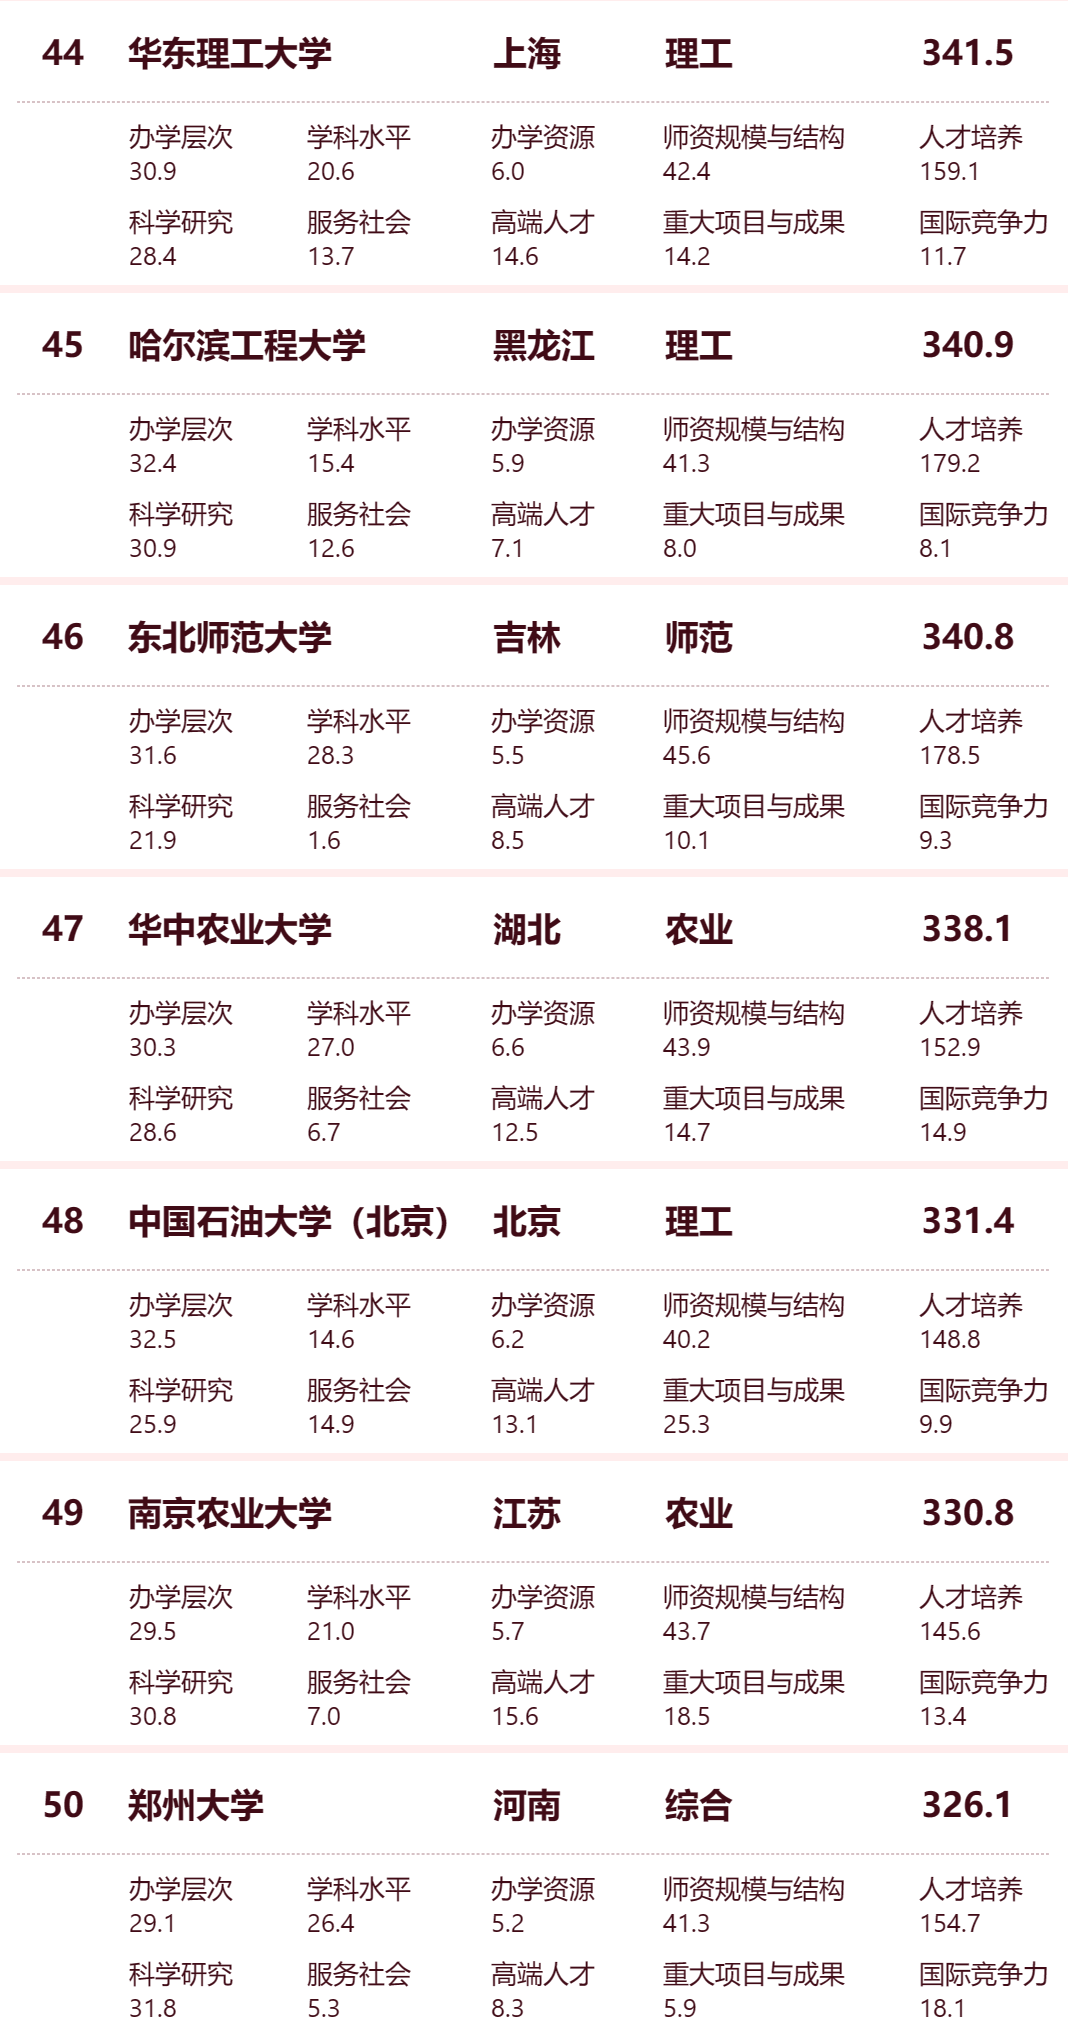 44 华东理工大学 上海 理工 341.5
办学层次 学科水平 办学资源 师资规模与结构 人才培养
30.9 20.6 6.0 42.4 159.1
科学研究 服务社会 高端人才 重大项目与成果 国际竞争力
28.4 13.7 14.6 14.2 11.7
45 哈尔滨工程大学 黑龙江 理工 340.9
办学层次 学科水平 办学资源 师资规模与结构 人才培养
32.4 15.4 5.9 41.3 179.2
科学研究 服务社会 高端人才 重大项目与成果 国际竞争力
30.9 12.6 7.1 8.0 8.1
46 东北师范大学 吉林 师范 340.8
办学层次 学科水平 办学资源 师资规模与结构 人才培养
31.6 28.3 5.5 45.6 178.5
科学研究 服务社会 高端人才 重大项目与成果 国际竞争力
21.9 1.6 8.5 10.1 9.3
47 华中农业大学 湖北 农业 338.1
办学层次 学科水平 办学资源 师资规模与结构 人才培养
30.3 27.0 6.6 43.9 152.9
科学研究 服务社会 高端人才 重大项目与成果 国际竞争力
28.6 6.7 12.5 14.7 14.9
48 中国石油大学（北京） 北京 理工 331.4
办学层次 学科水平 办学资源 师资规模与结构 人才培养
32.5 14.6 6.2 40.2 148.8
科学研究 服务社会 高端人才 重大项目与成果 国际竞争力
25.9 14.9 13.1 25.3 9.9
49 南京农业大学 江苏 农业 330.8
办学层次 学科水平 办学资源 师资规模与结构 人才培养
29.5 21.0 5.7 43.7 145.6
科学研究 服务社会 高端人才 重大项目与成果 国际竞争力
30.8 7.0 15.6 18.5 13.4
50 郑州大学 河南 综合 326.1
办学层次 学科水平 办学资源 师资规模与结构 人才培养
29.1 26.4 5.2 41.3 154.7
科学研究 服务社会 高端人才 重大项目与成果 国际竞争力
31.8 5.3 8.3 5.9 18.1